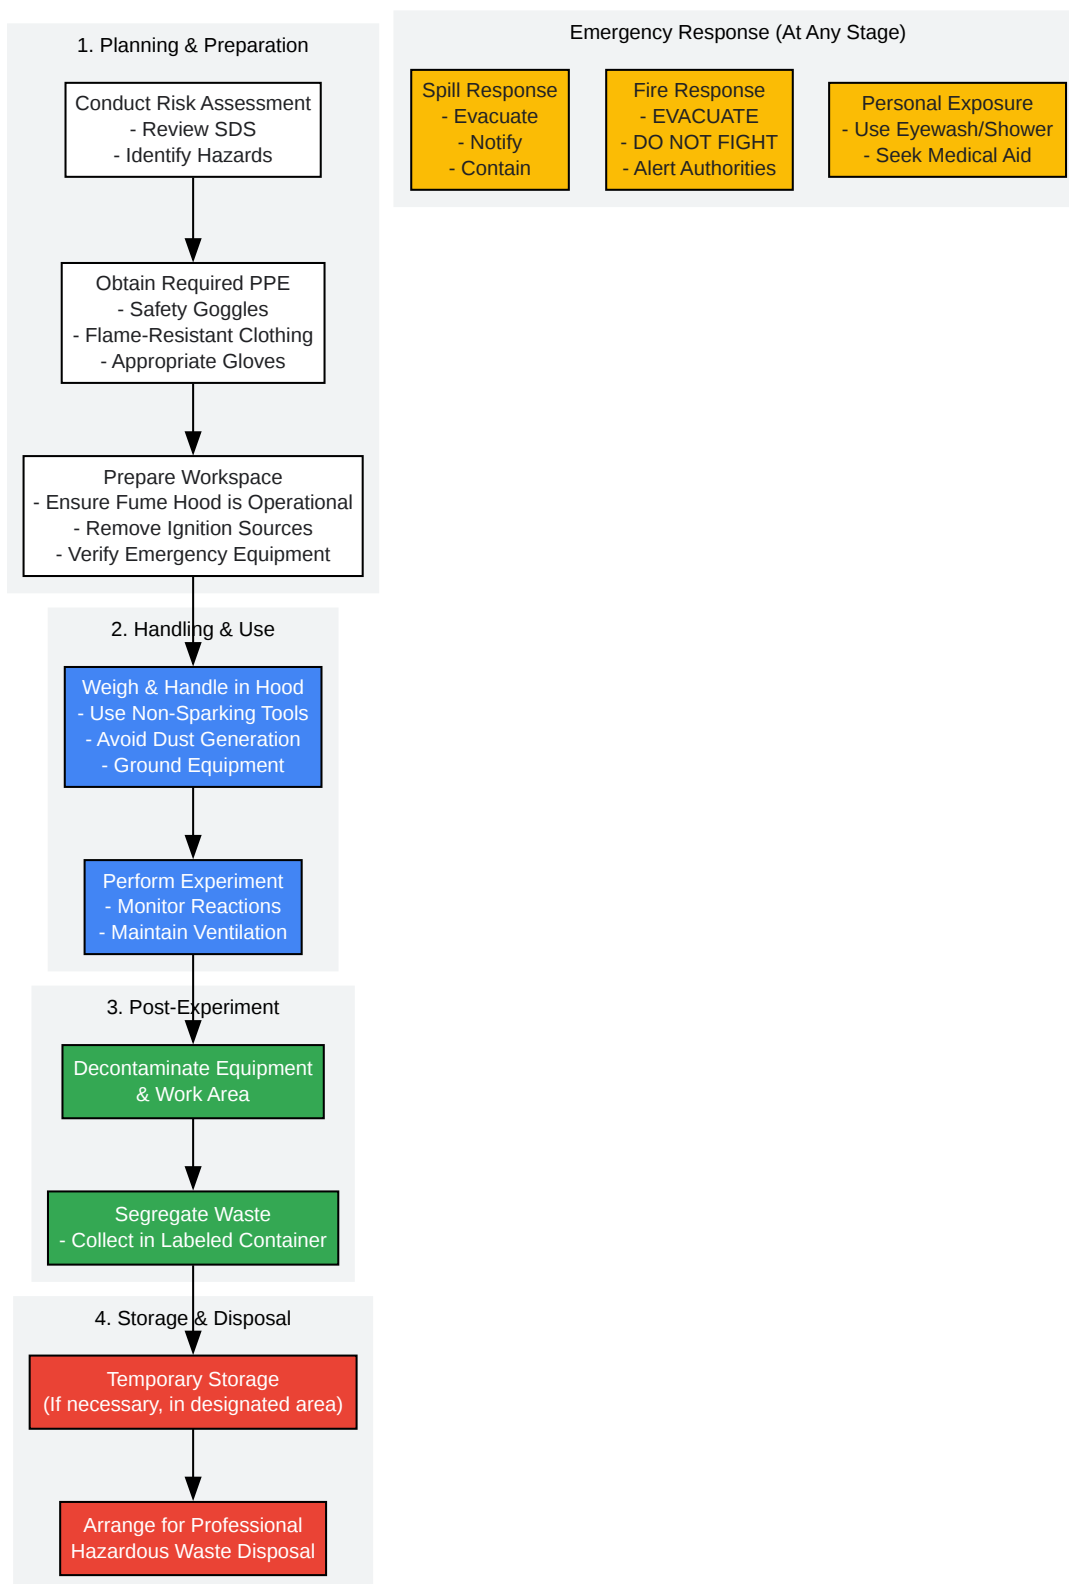 1. Planning & Preparation
Conduct Risk Assessment
- Review SDS
- Identify Hazards
Obtain Required PPE
- Safety Goggles
- Flame-Resistant Clothing
- Appropriate Gloves
Prepare Workspace
- Ensure Fume Hood is Operational
- Remove Ignition Sources
- Verify Emergency Equipment
2. Handling & Use
Weigh & Handle in Hood
- Use Non-Sparking Tools
- Avoid Dust Generation
- Ground Equipment
Perform Experiment
- Monitor Reactions
- Maintain Ventilation
3. Post-Experiment
Decontaminate Equipment
& Work Area
Segregate Waste
- Collect in Labeled Container
4. Storage & Disposal
Temporary Storage
(If necessary, in designated area)
Arrange for Professional
Hazardous Waste Disposal
Emergency Response (At Any Stage)
Spill Response
- Evacuate
- Notify
- Contain
Fire Response
- EVACUATE
- DO NOT FIGHT
- Alert Authorities
Personal Exposure
- Use Eyewash/Shower
- Seek Medical Aid